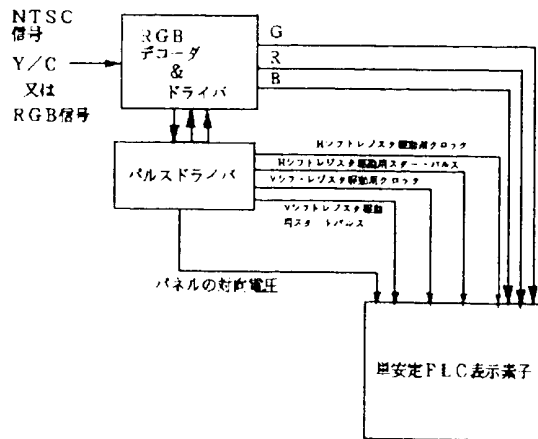 NTSC
信号
Y/C
又は
RGB信号
RGB
デコーダ
&
ドライバ
G
R
B
パルスドライバ
Hシフトレジスタ駆動用クロック
Hシフトレジスタ駆動用スタート・パルス
Vシフトレジスタ駆動用クロック
Vシフトレジスタ駆動
用スタートパルス
パネルの対向電圧
単安定FLC表示素子